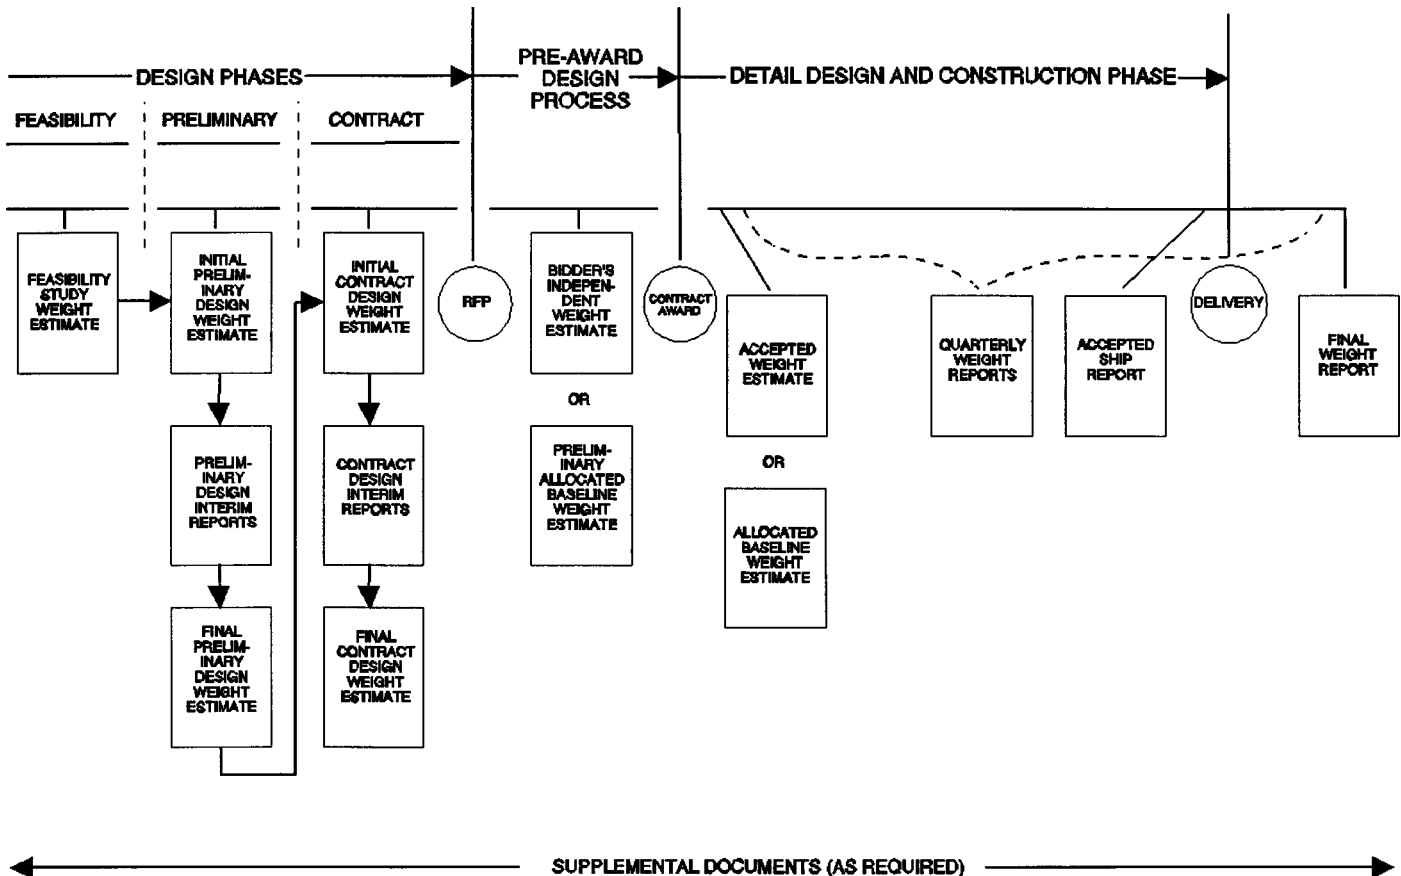 DESIGN PHASES
PRE-AWARD
DESIGN
PROCESS
DETAIL DESIGN AND CONSTRUCTION PHASE
FEASIBILITY
PRELIMINARY
CONTRACT
FEASIBILITY
STUDY
WEIGHT
ESTIMATE
INITIAL
PRELIM-
INARY
DESIGN
WEIGHT
ESTIMATE
INITIAL
CONTRACT
DESIGN
WEIGHT
ESTIMATE
RFP
BIDDER'S
INDEPEN-
DENT
WEIGHT
ESTIMATE
CONTRACT
AWARD
ACCEPTED
WEIGHT
ESTIMATE
QUARTERLY
WEIGHT
REPORTS
ACCEPTED
SHIP
REPORT
DELIVERY
FINAL
WEIGHT
REPORT
OR
PRELIM-
INARY
DESIGN
INTERIM
REPORTS
CONTRACT
DESIGN
INTERIM
REPORTS
PRELIM-
INARY
ALLOCATED
BASELINE
WEIGHT
ESTIMATE
OR
ALLOCATED
BASELINE
WEIGHT
ESTIMATE
FINAL
PRELIM-
INARY
DESIGN
WEIGHT
ESTIMATE
FINAL
CONTRACT
DESIGN
WEIGHT
ESTIMATE
SUPPLEMENTAL DOCUMENTS (AS REQUIRED)